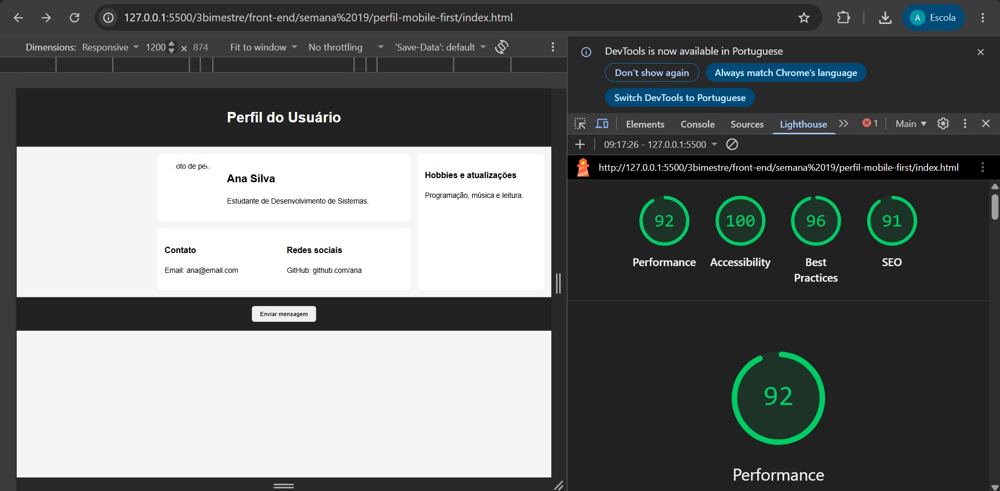 127.0.0.1:5500/3bimestre/front-end/semana%2019/perfil-mobile-first/index.html
A Escola
Dimensions: Responsive 1200 × 874 Fit to window No throttling 'Save-Data': default
Perfil do Usuário
oto de per
Ana Silva
Estudante de Desenvolvimento de Sistemas.
Hobbies e atualizações
Programação, música e leitura.
Contato
Redes sociais
Email: ana@email.com
GitHub: github.com/ana
Enviar mensagem
DevTools is now available in Portuguese
Don't show again
Always match Chrome's language
Switch DevTools to Portuguese
Elements Console Sources Lighthouse 1 Main
09:17:26 - 127.0.0.1:5500
http://127.0.0.1:5500/3bimestre/front-end/semana%2019/perfil-mobile-first/index.html
92 100 96 91
Performance Accessibility Best Practices SEO
92
Performance